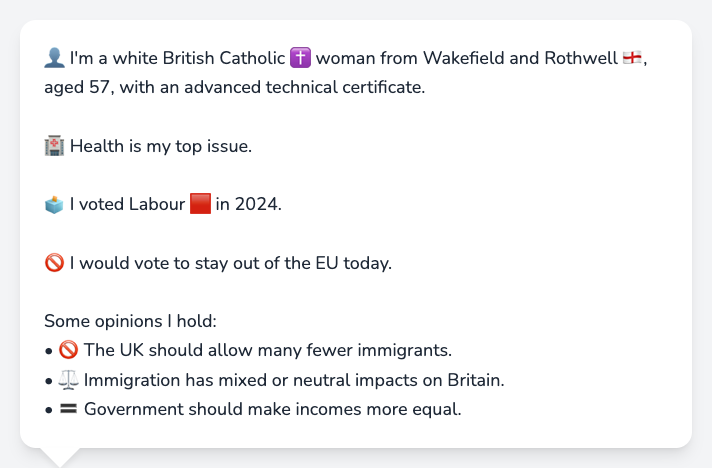 👤 I'm a white British Catholic ✝️ woman from Wakefield and Rothwell 🏴󠁧󠁢󠁥󠁮󠁧󠁿,
aged 57, with an advanced technical certificate.
🏥 Health is my top issue.
🗳️ I voted Labour 🟥 in 2024.
🚫 I would vote to stay out of the EU today.
Some opinions I hold:
• 🚫 The UK should allow many fewer immigrants.
• ⚖️ Immigration has mixed or neutral impacts on Britain.
• 🟰 Government should make incomes more equal.